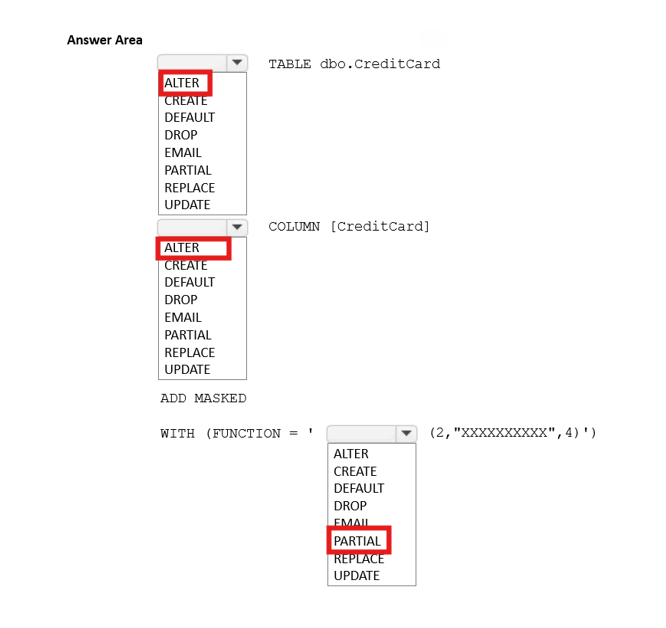 Answer Area
TABLE dbo.CreditCard
ALTER
CREATE
DEFAULT
DROP
EMAIL
PARTIAL
REPLACE
UPDATE
COLUMN [CreditCard]
ALTER
CREATE
DEFAULT
DROP
EMAIL
PARTIAL
REPLACE
UPDATE
ADD MASKED
WITH (FUNCTION = ' (2,"XXXXXXXXXX",4)')
ALTER
CREATE
DEFAULT
DROP
EMAIL
PARTIAL
REPLACE
UPDATE